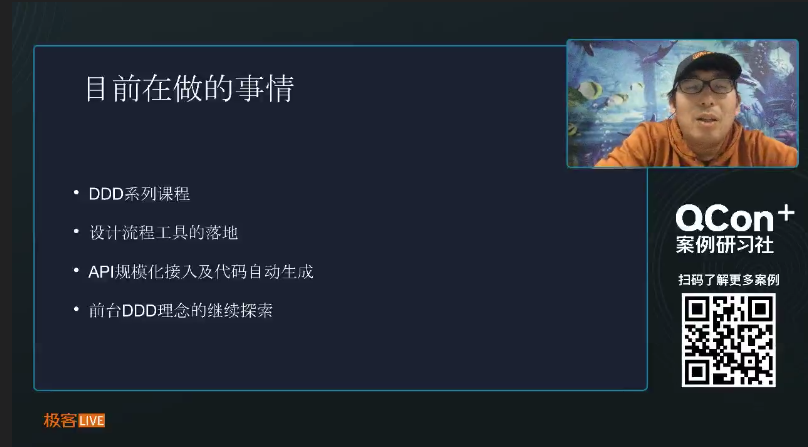 目前在做的事情
• DDD系列课程
• 设计流程工具的落地
• API规模化接入及代码自动生成
• 前台DDD理念的继续探索
QCon+
案例研习社
扫码了解更多案例
极客LIVE